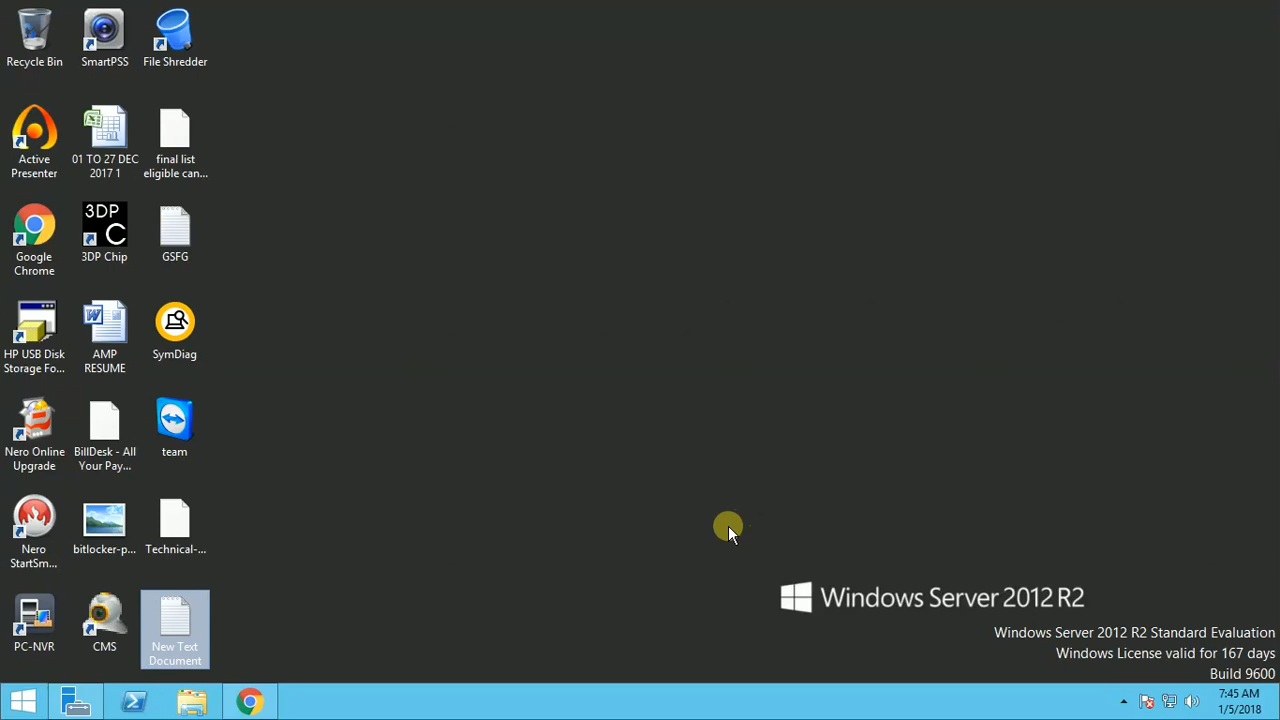 Recycle Bin
SmartPSS
File Shredder
Active
Presenter
01 TO 27 DEC
2017 1
final list
eligible can...
Google
Chrome
3DP
C
3DP Chip
GSFG
HP USB Disk
Storage Fo...
AMP
RESUME
SymDiag
Nero Online
Upgrade
BillDesk - All
Your Pay...
team
Nero
StartSm...
bitlocker-p...
Technical-...
PC-NVR
CMS
New Text
Document
Windows Server 2012 R2
Windows Server 2012 R2 Standard Evaluation
Windows License valid for 167 days
Build 9600
7:45 AM
1/5/2018